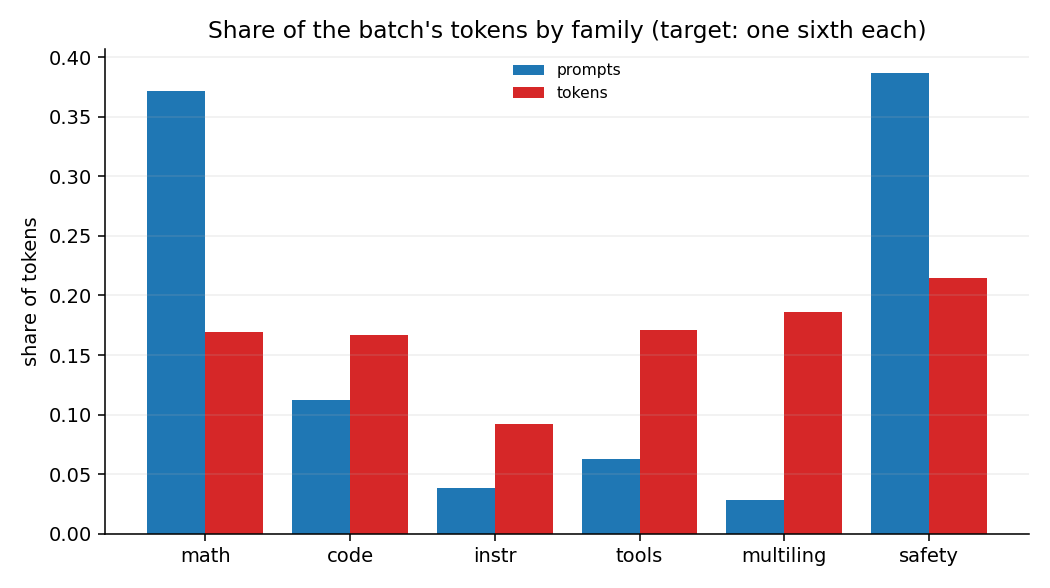 Share of the batch's tokens by family (target: one sixth each)
prompts
tokens
share of tokens
0.40
0.35
0.30
0.25
0.20
0.15
0.10
0.05
0.00
math code instr tools multiling safety